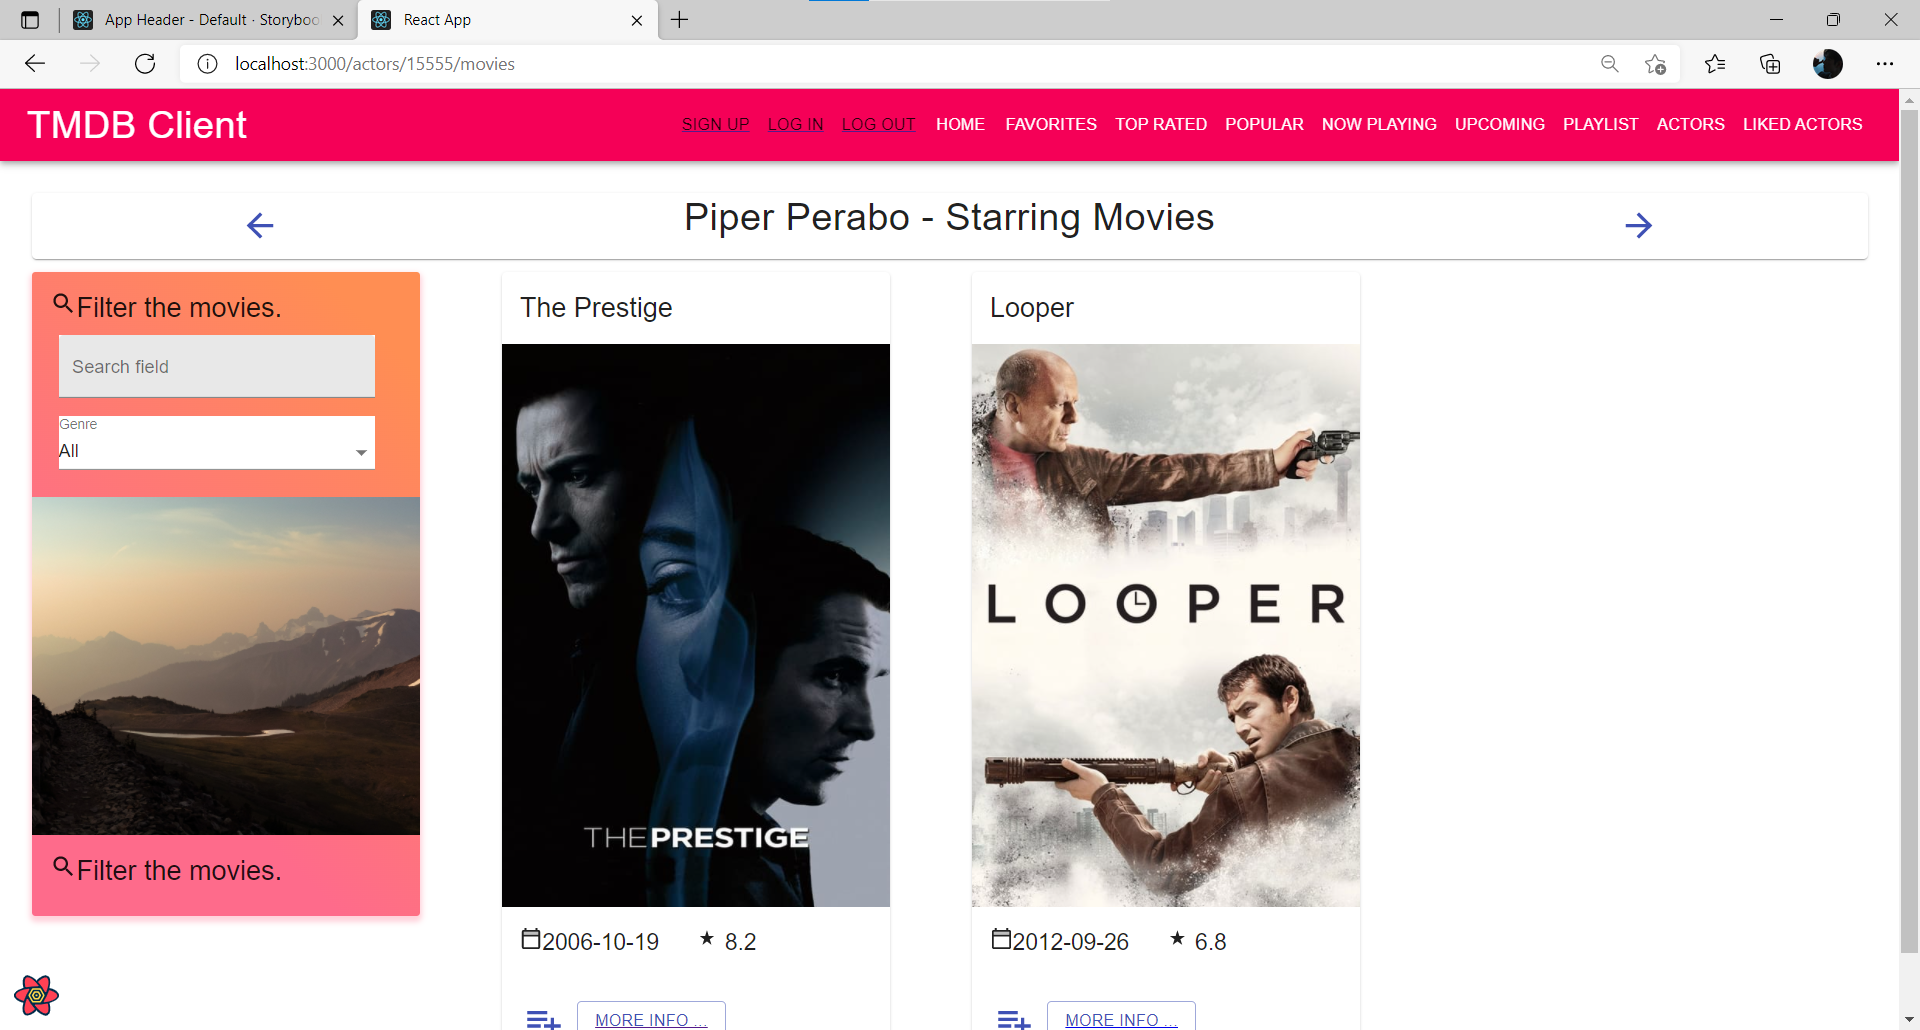 App Header - Default · Storyboo
React App
localhost:3000/actors/15555/movies
TMDB Client
SIGN UP LOG IN LOG OUT HOME FAVORITES TOP RATED POPULAR NOW PLAYING UPCOMING PLAYLIST ACTORS LIKED ACTORS
Piper Perabo - Starring Movies
Filter the movies.
Search field
Genre
All
Filter the movies.
The Prestige
THE PRESTIGE
2006-10-19 8.2
MORE INFO ...
Looper
LOOPER
2012-09-26 6.8
MORE INFO ...